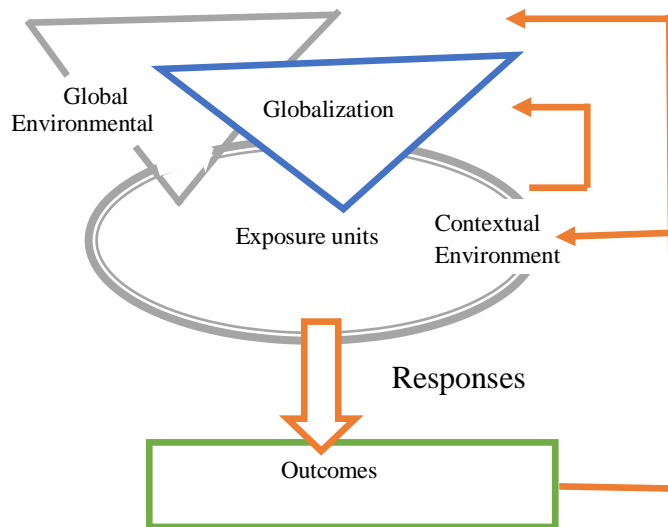 Global
Environmental
Globalization
Exposure units
Contextual
Environment
Responses
Outcomes